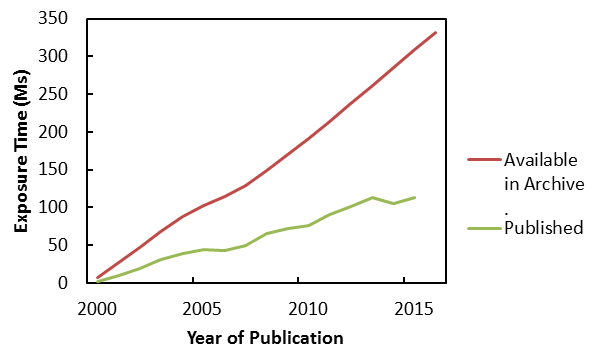 350
300
250
200
150
100
50
0
Exposure Time (Ms)
2000
2005
2010
2015
Year of Publication
Available
in Archive
.
Published